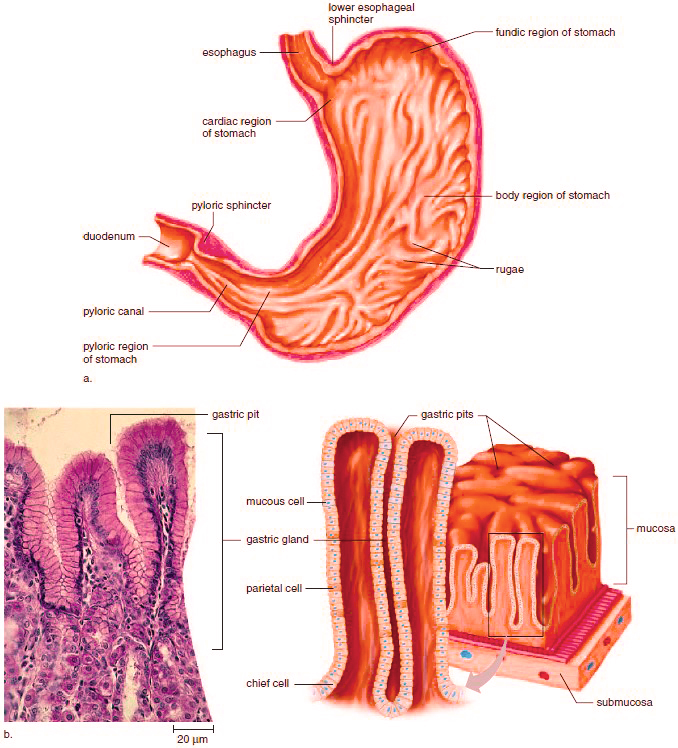 lower esophageal
sphincter
fundic region of stomach
esophagus
cardiac region
of stomach
body region of stomach
pyloric sphincter
duodenum
rugae
pyloric canal
pyloric region
of stomach
a.
gastric pit
gastric pits
mucous cell
mucosa
gastric gland
parietal cell
chief cell
submucosa
b.
20 µm